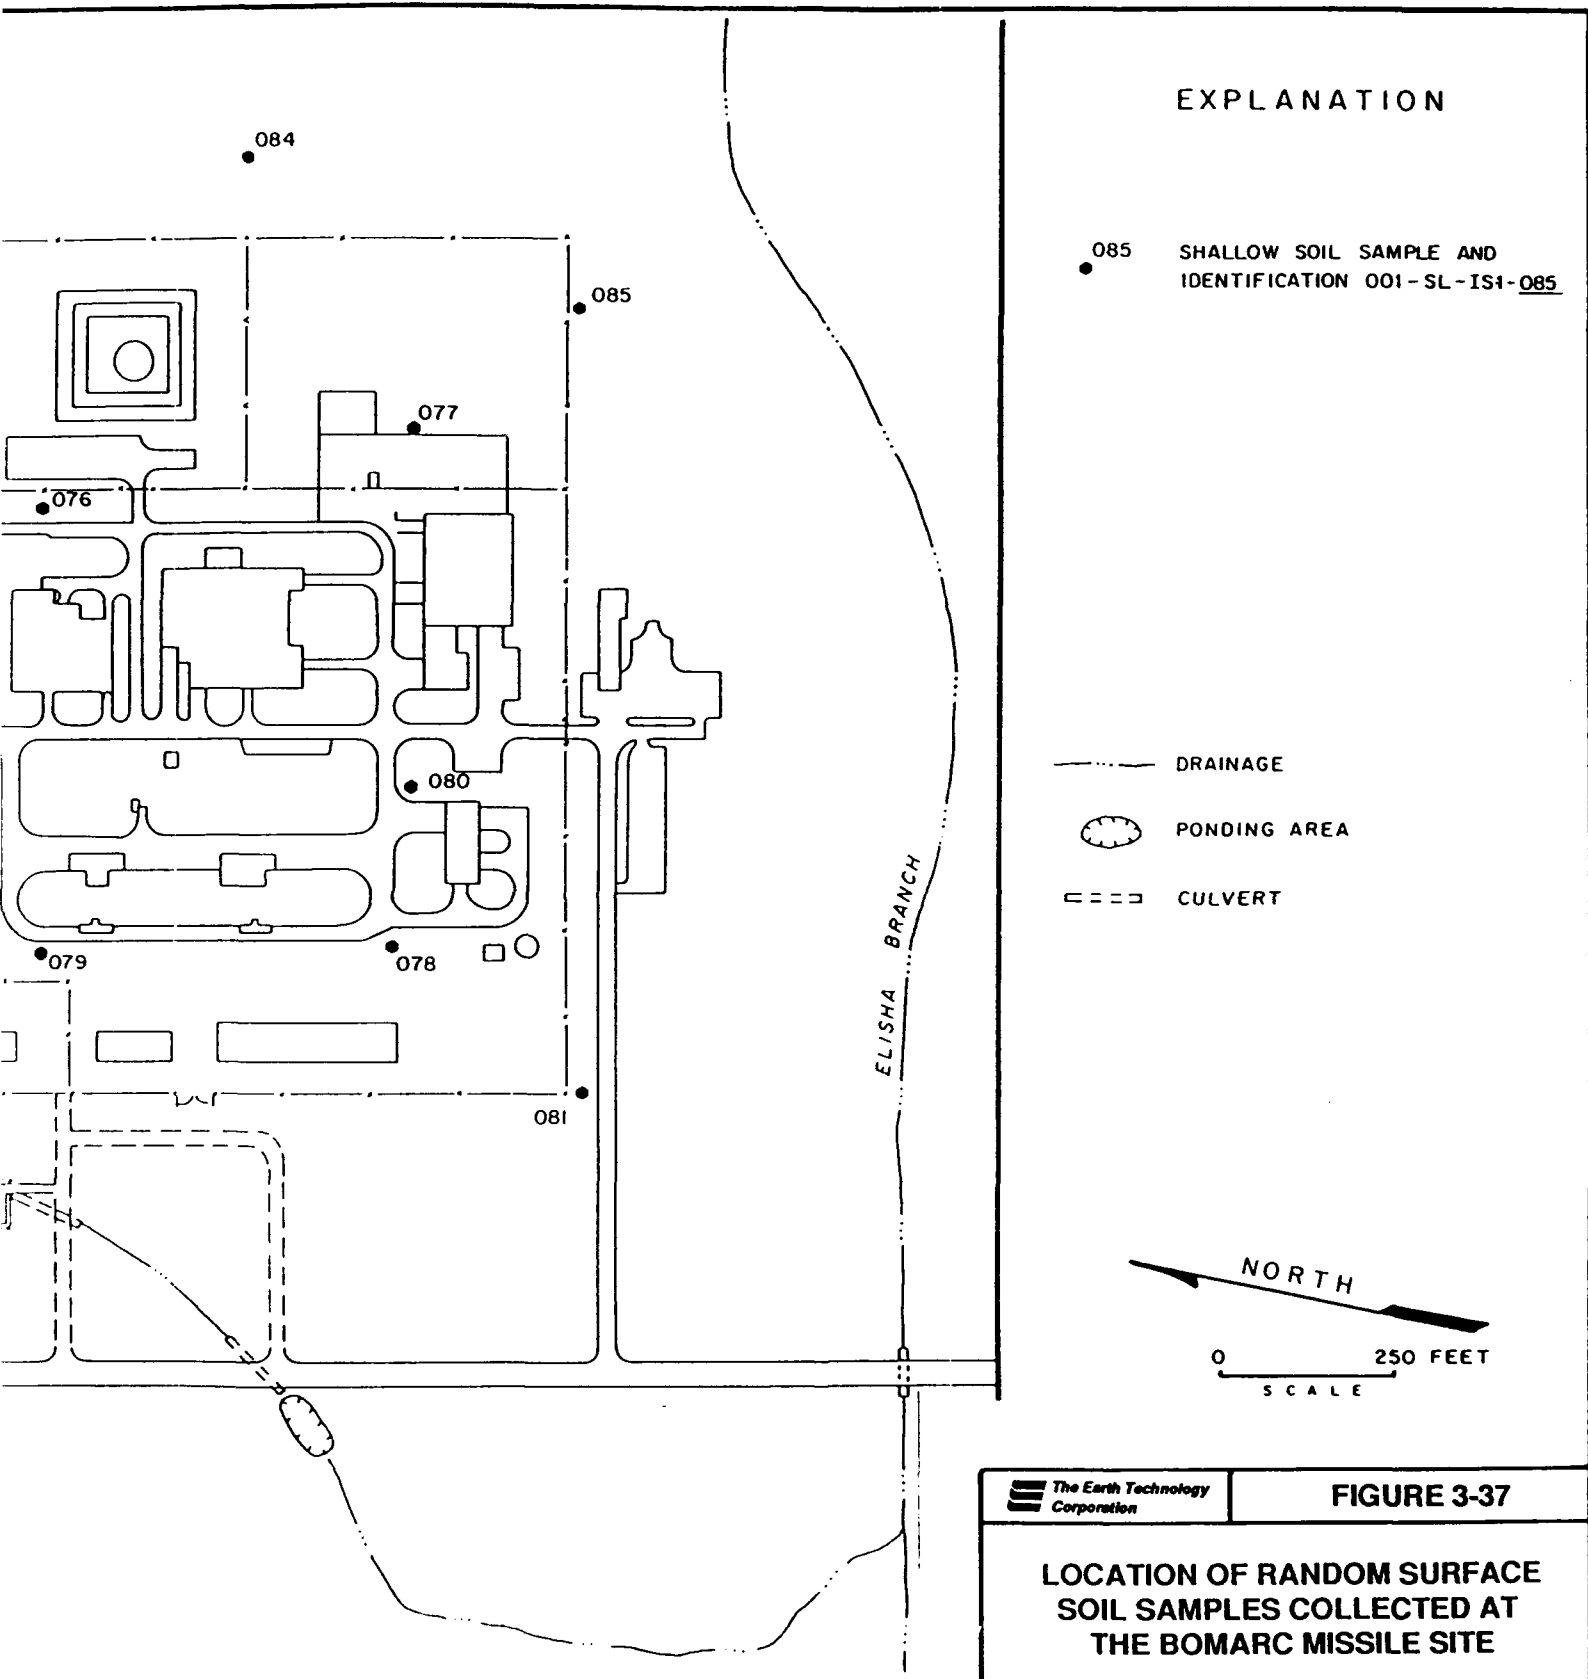 084
085
077
076
080
079
078
081
ELISHA BRANCH
EXPLANATION
085
SHALLOW SOIL SAMPLE AND
IDENTIFICATION 001-SL-IS1-085
DRAINAGE
PONDING AREA
CULVERT
NORTH
0 250 FEET
SCALE
The Earth Technology
Corporation
FIGURE 3-37
LOCATION OF RANDOM SURFACE
SOIL SAMPLES COLLECTED AT
THE BOMARC MISSILE SITE